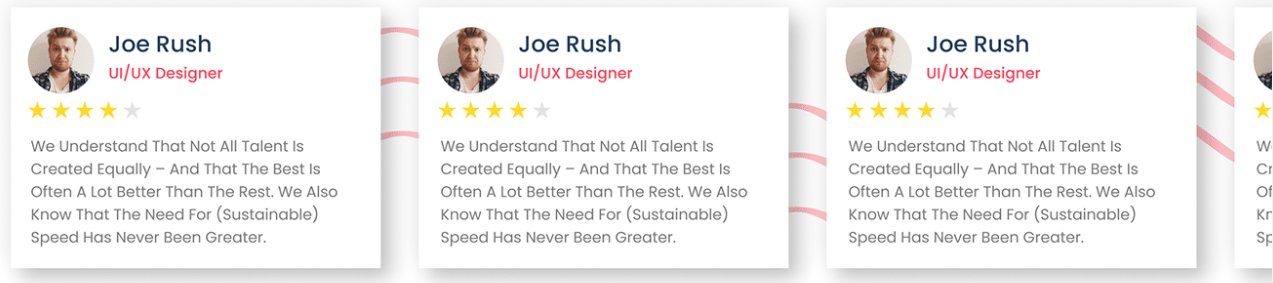 Joe Rush
UI/UX Designer
We Understand That Not All Talent Is
Created Equally – And That The Best Is
Often A Lot Better Than The Rest. We Also
Know That The Need For (Sustainable)
Speed Has Never Been Greater.
Joe Rush
UI/UX Designer
We Understand That Not All Talent Is
Created Equally – And That The Best Is
Often A Lot Better Than The Rest. We Also
Know That The Need For (Sustainable)
Speed Has Never Been Greater.
Joe Rush
UI/UX Designer
We Understand That Not All Talent Is
Created Equally – And That The Best Is
Often A Lot Better Than The Rest. We Also
Know That The Need For (Sustainable)
Speed Has Never Been Greater.